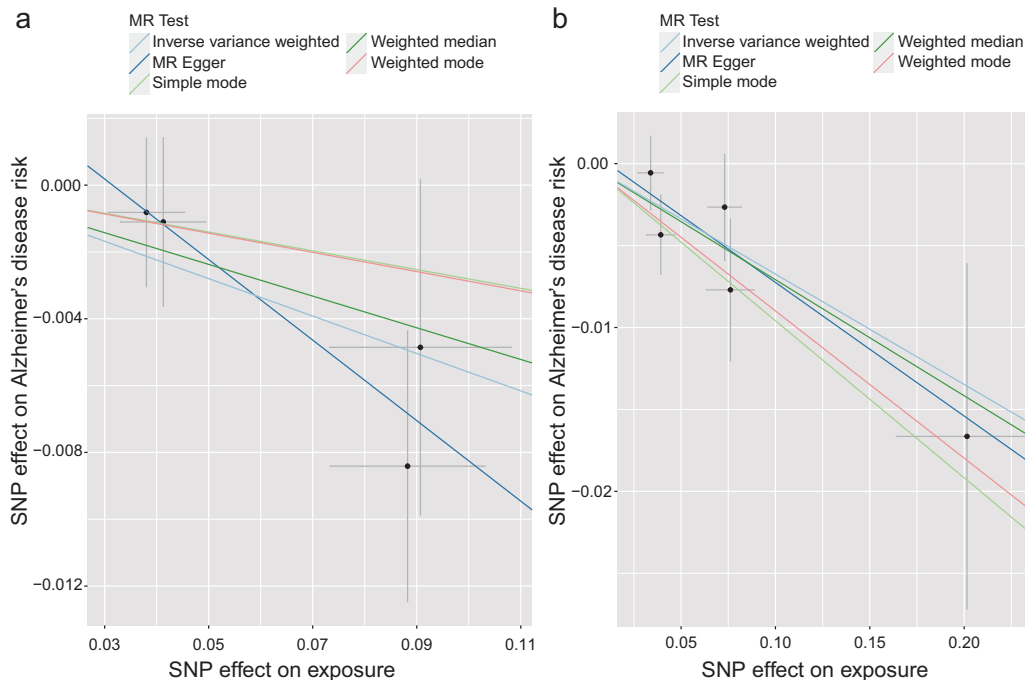 a
MR Test
Inverse variance weighted
Weighted median
MR Egger
Weighted mode
Simple mode
SNP effect on Alzheimer's disease risk
0.000
−0.004
−0.008
−0.012
0.03 0.05 0.07 0.09 0.11
SNP effect on exposure
b
MR Test
Inverse variance weighted
Weighted median
MR Egger
Weighted mode
Simple mode
SNP effect on Alzheimer's disease risk
0.00
−0.01
−0.02
0.05 0.10 0.15 0.20
SNP effect on exposure